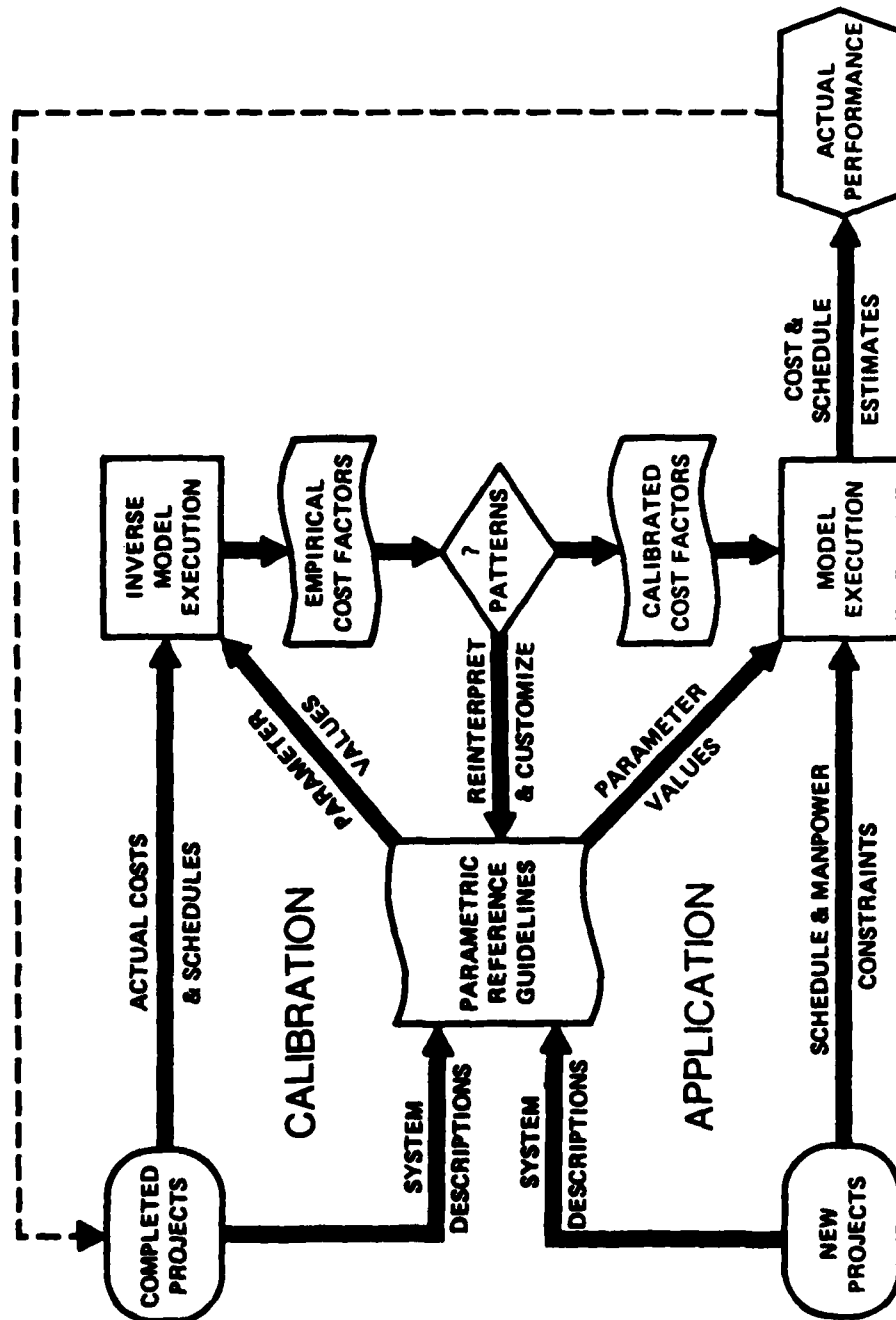 COMPLETED
PROJECTS
ACTUAL COSTS
& SCHEDULES
INVERSE
MODEL
EXECUTION
CALIBRATION
PARAMETER
VALUES
EMPIRICAL
COST FACTORS
SYSTEM
DESCRIPTIONS
PARAMETRIC
REFERENCE
GUIDELINES
REINTERPRET
& CUSTOMIZE
?
PATTERNS
SYSTEM
DESCRIPTIONS
APPLICATION
PARAMETER
VALUES
CALIBRATED
COST FACTORS
NEW
PROJECTS
SCHEDULE & MANPOWER
CONSTRAINTS
MODEL
EXECUTION
COST &
SCHEDULE
ESTIMATES
ACTUAL
PERFORMANCE